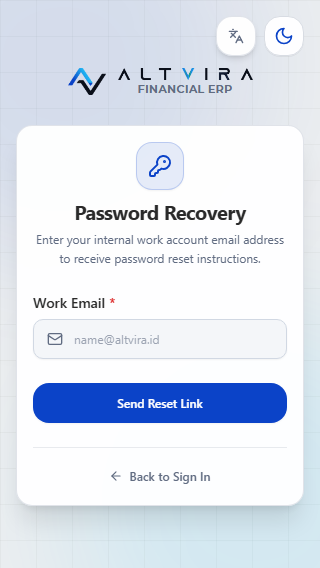 ALTVIRA
FINANCIAL ERP
Password Recovery
Enter your internal work account email address
to receive password reset instructions.
Work Email *
name@altvira.id
Send Reset Link
Back to Sign In